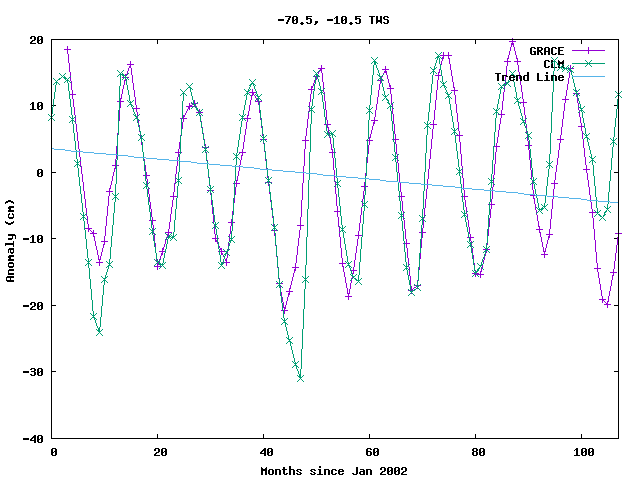 -70.5, -10.5 TWS
GRACE
CLM
Trend Line
20
10
0
-10
-20
-30
-40
Anomaly (cm)
0 20 40 60 80 100
Months since Jan 2002